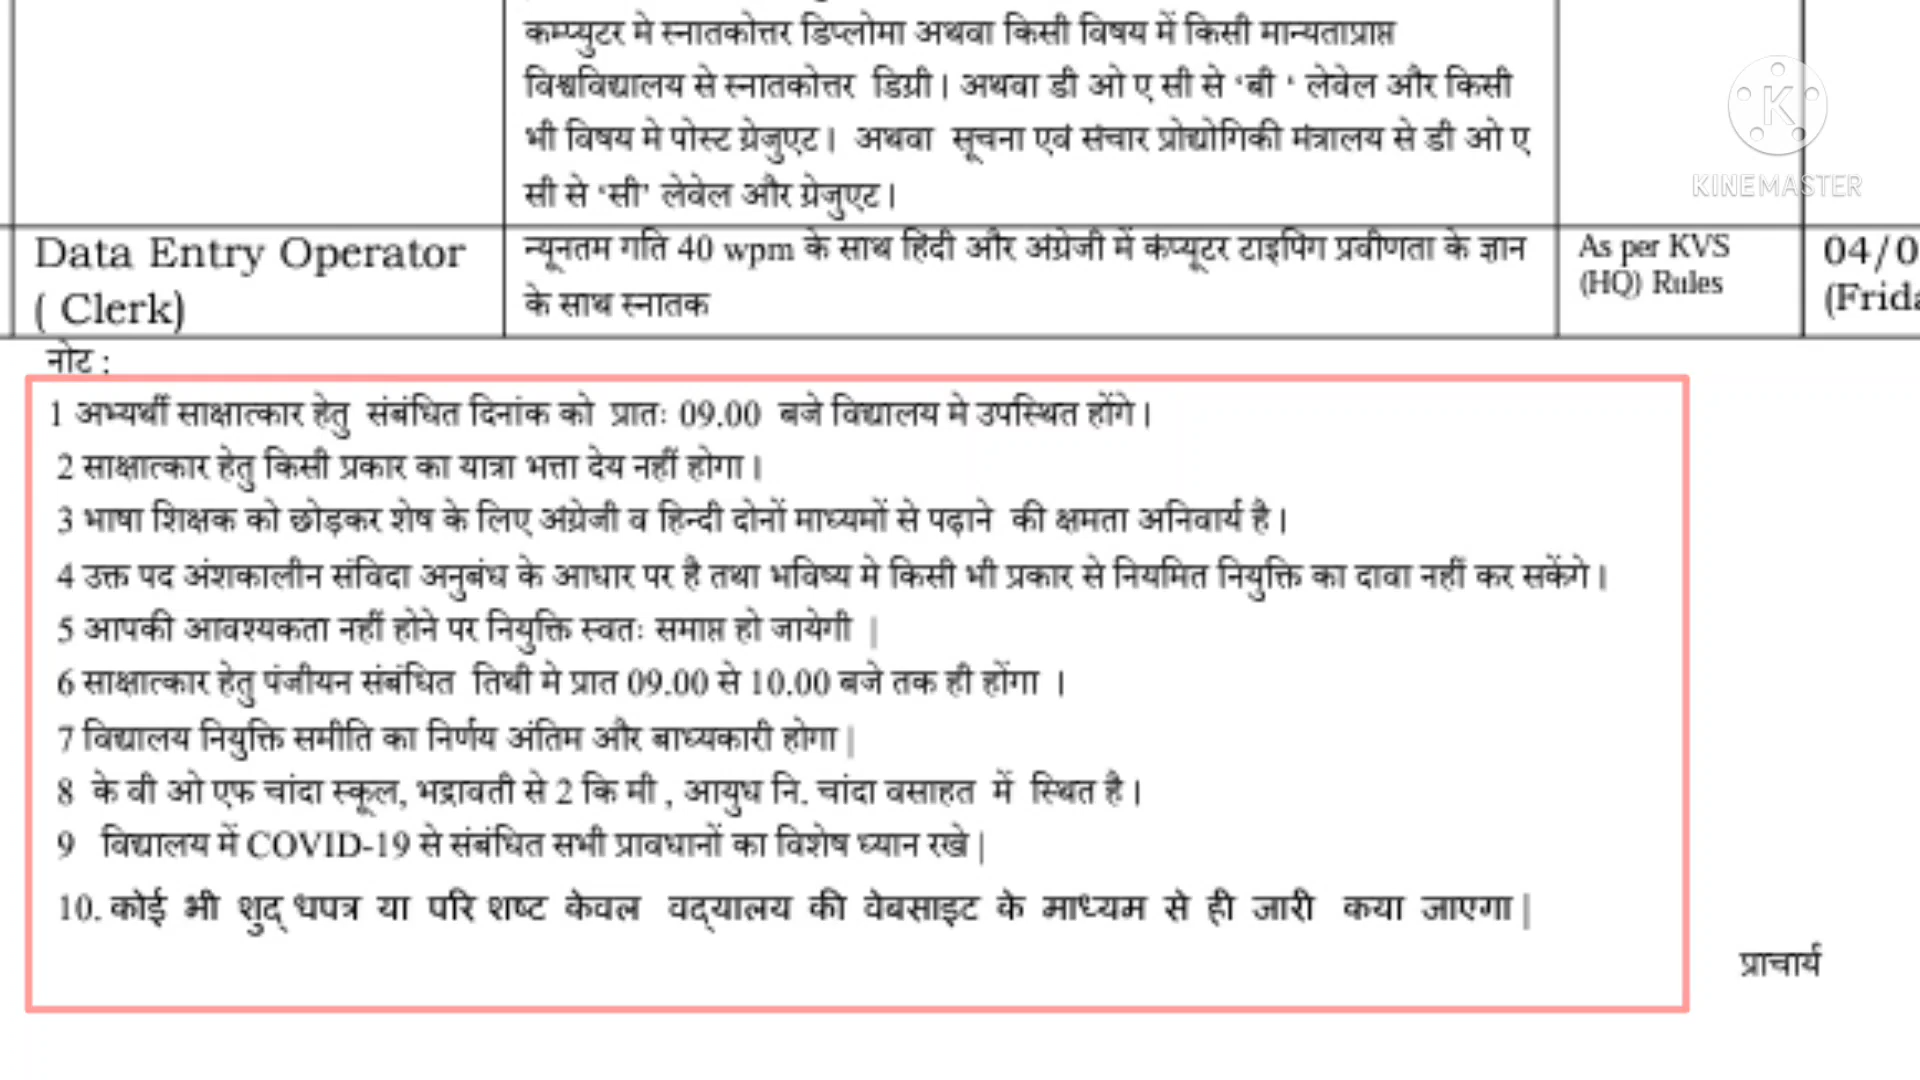 कम्प्युटर मे स्नातकोत्तर डिप्लोमा अथवा किसी विषय में किसी मान्यताप्राप्त
विश्वविद्यालय से स्नातकोत्तर डिग्री। अथवा डी ओ ए सी से ‘बी ‘ लेवेल और किसी
भी विषय मे पोस्ट ग्रेजुएट। अथवा सूचना एवं संचार प्रोद्योगिकी मंत्रालय से डी ओ ए
सी से ‘सी’ लेवेल और ग्रेजुएट।
KINEMASTER
Data Entry Operator
( Clerk)
न्यूनतम गति 40 wpm के साथ हिंदी और अंग्रेजी में कंप्यूटर टाइपिंग प्रवीणता के ज्ञान
के साथ स्नातक
As per KVS
(HQ) Rules
04/0
(Frida
नोट :
1 अभ्यर्थी साक्षात्कार हेतु संबंधित दिनांक को प्रातः 09.00 बजे विद्यालय मे उपस्थित होंगे।
2 साक्षात्कार हेतु किसी प्रकार का यात्रा भत्ता देय नहीं होगा।
3 भाषा शिक्षक को छोड़कर शेष के लिए अंग्रेजी व हिन्दी दोनों माध्यमों से पढ़ाने की क्षमता अनिवार्य है।
4 उक्त पद अंशकालीन संविदा अनुबंध के आधार पर है तथा भविष्य मे किसी भी प्रकार से नियमित नियुक्ति का दावा नहीं कर सकेंगे।
5 आपकी आवश्यकता नहीं होने पर नियुक्ति स्वतः समाप्त हो जायेगी |
6 साक्षात्कार हेतु पंजीयन संबंधित तिथी मे प्रात 09.00 से 10.00 बजे तक ही होंगा ।
7 विद्यालय नियुक्ति समीति का निर्णय अंतिम और बाध्यकारी होगा|
8 के वी ओ एफ चांदा स्कूल, भद्रावती से 2 कि मी , आयुध नि. चांदा वसाहत में स्थित है।
9 विद्यालय में COVID-19 से संबंधित सभी प्रावधानों का विशेष ध्यान रखे|
10. कोई भी शुद् धपत्र या परि शष्ट केवल वद्यालय की वेबसाइट के माध्यम से ही जारी कया जाएगा|
प्राचार्य